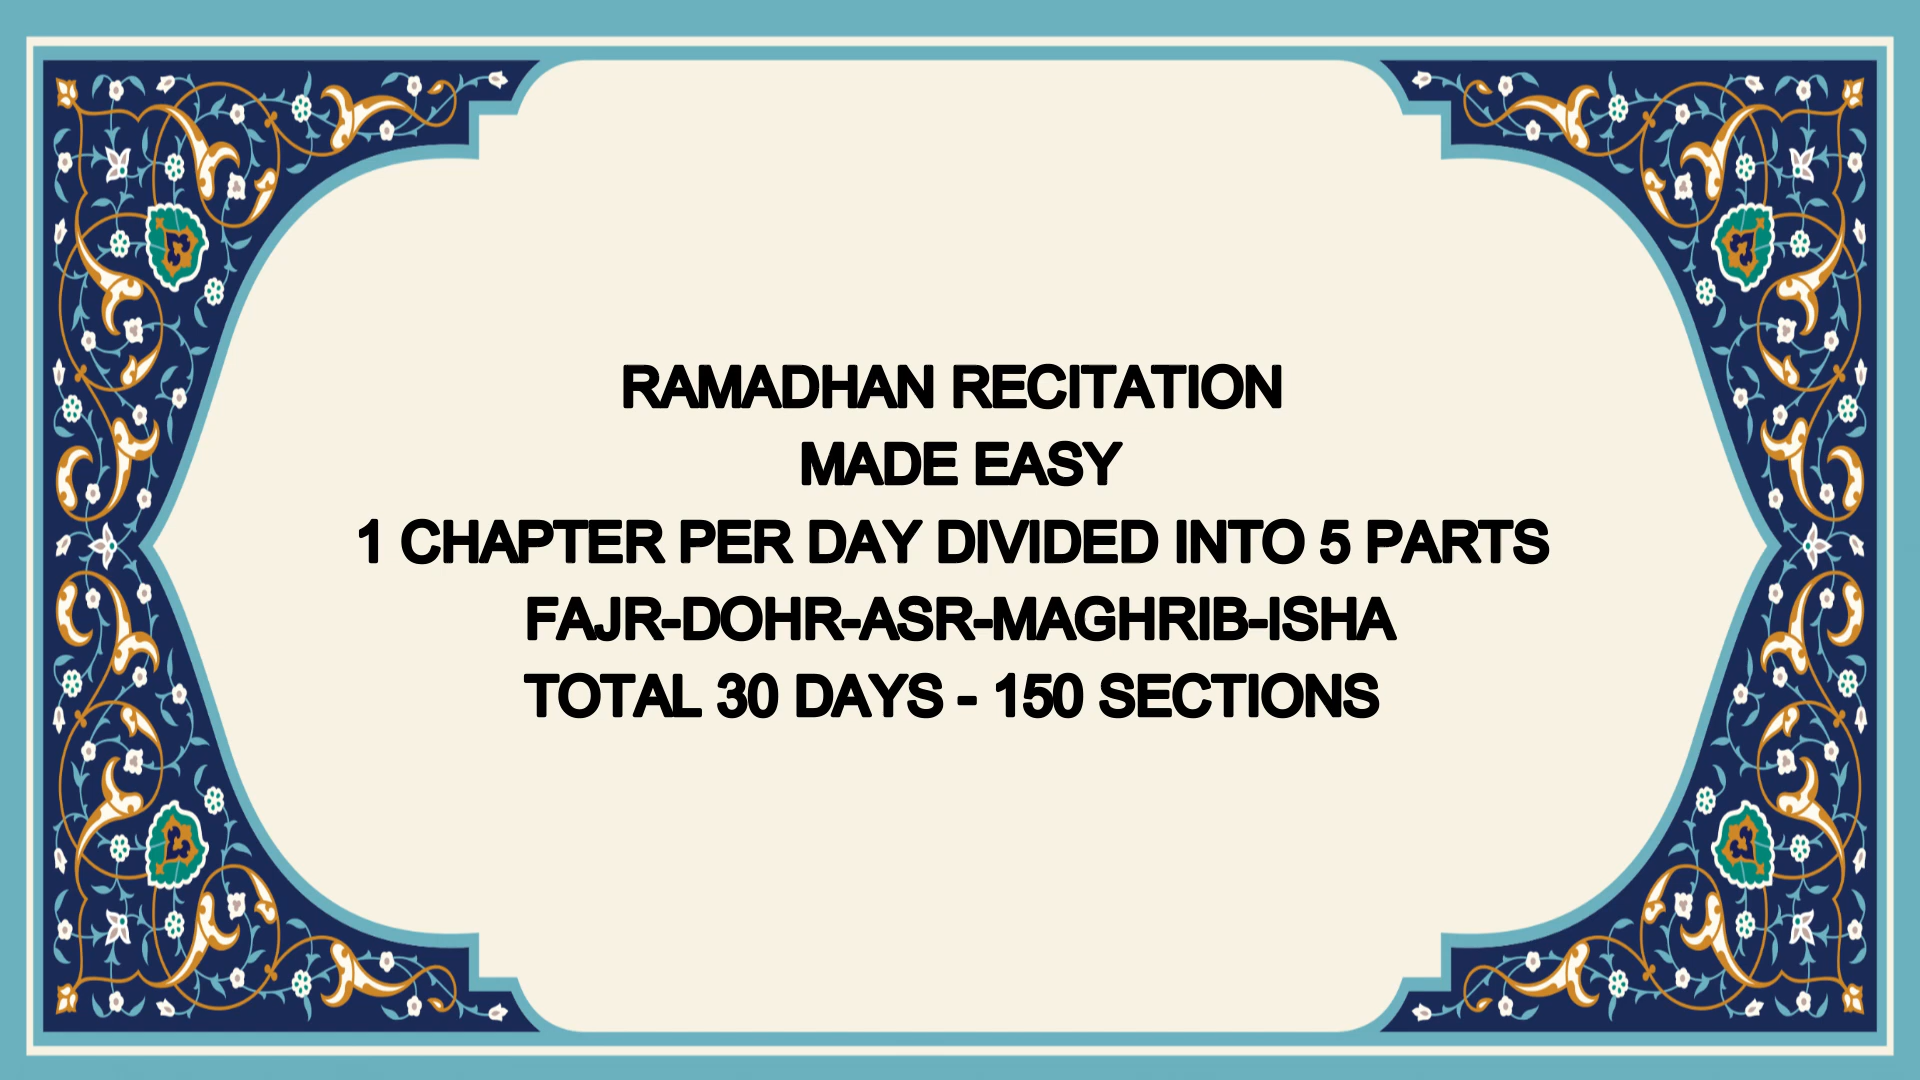 RAMADHAN RECITATION
MADE EASY
1 CHAPTER PER DAY DIVIDED INTO 5 PARTS
FAJR-DOHR-ASR-MAGHRIB-ISHA
TOTAL 30 DAYS - 150 SECTIONS